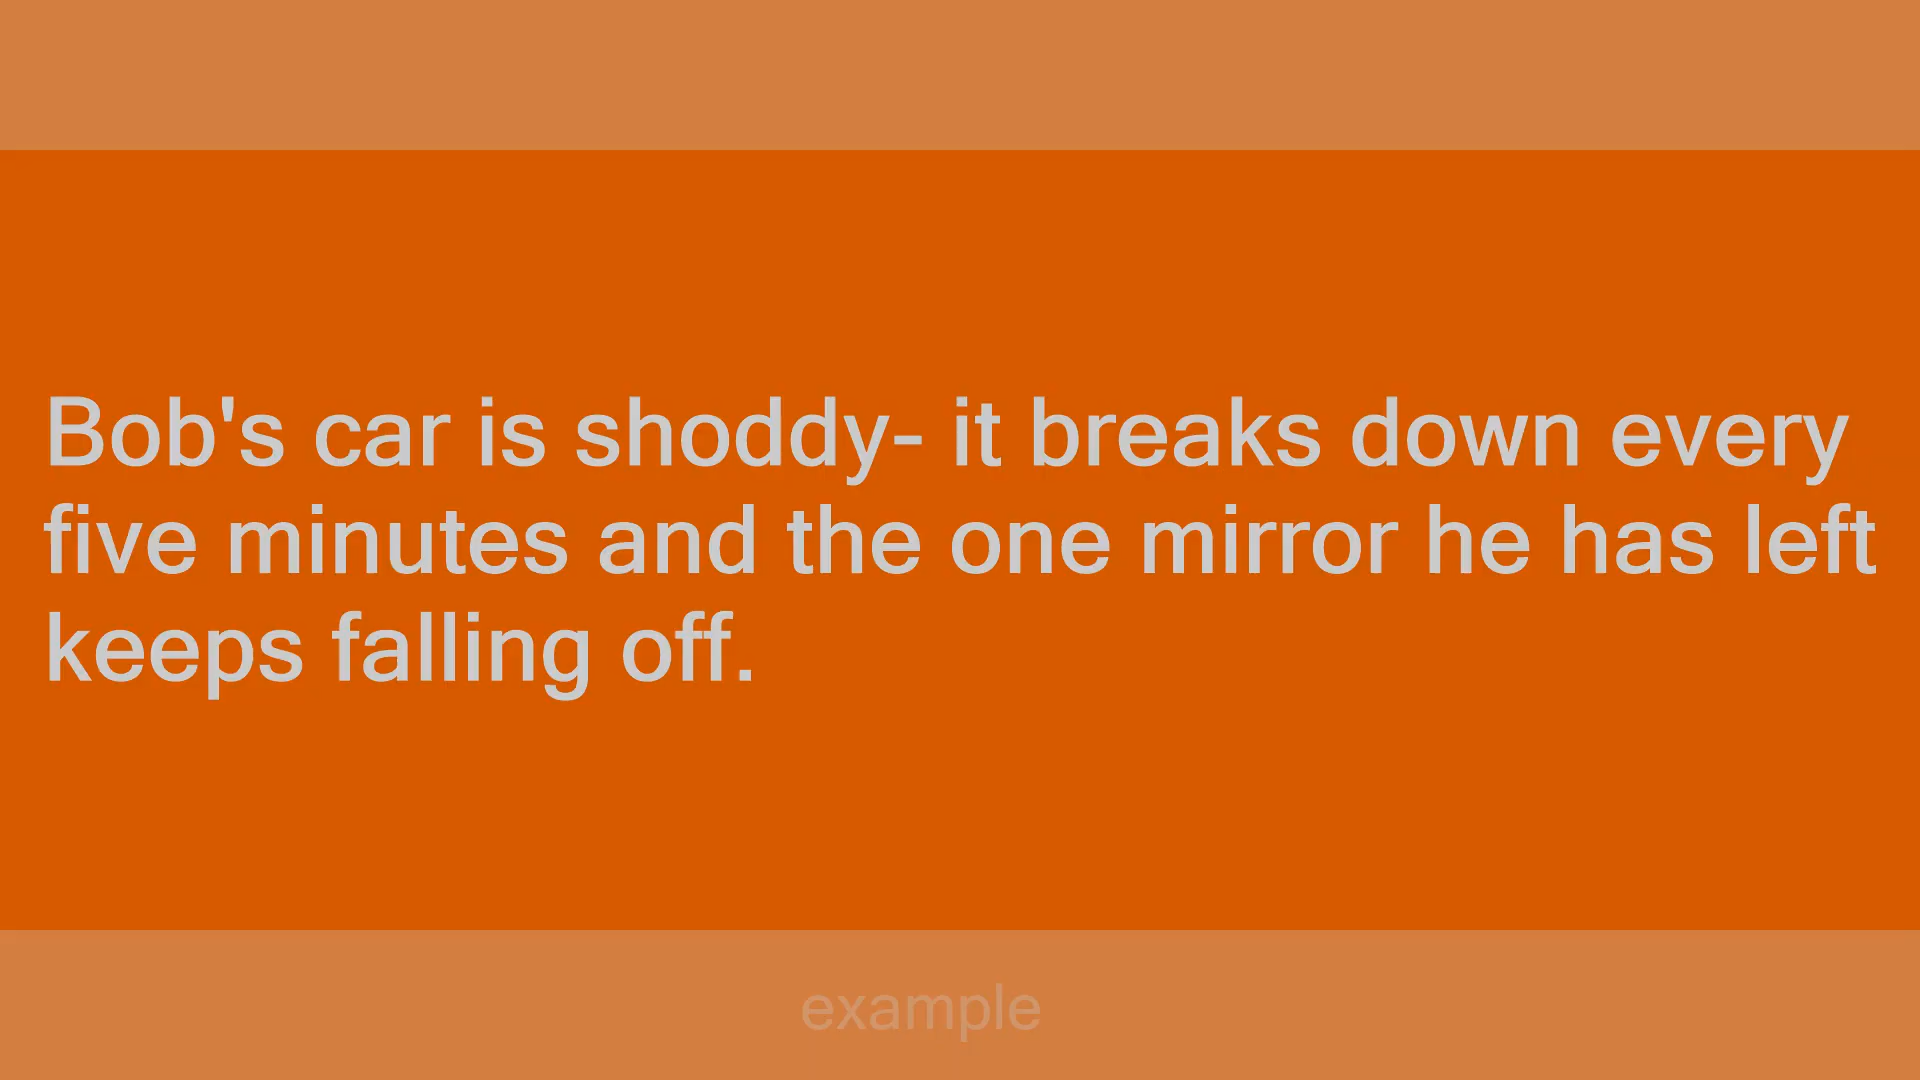 Bob's car is shoddy- it breaks down every
five minutes and the one mirror he has left
keeps falling off.
example